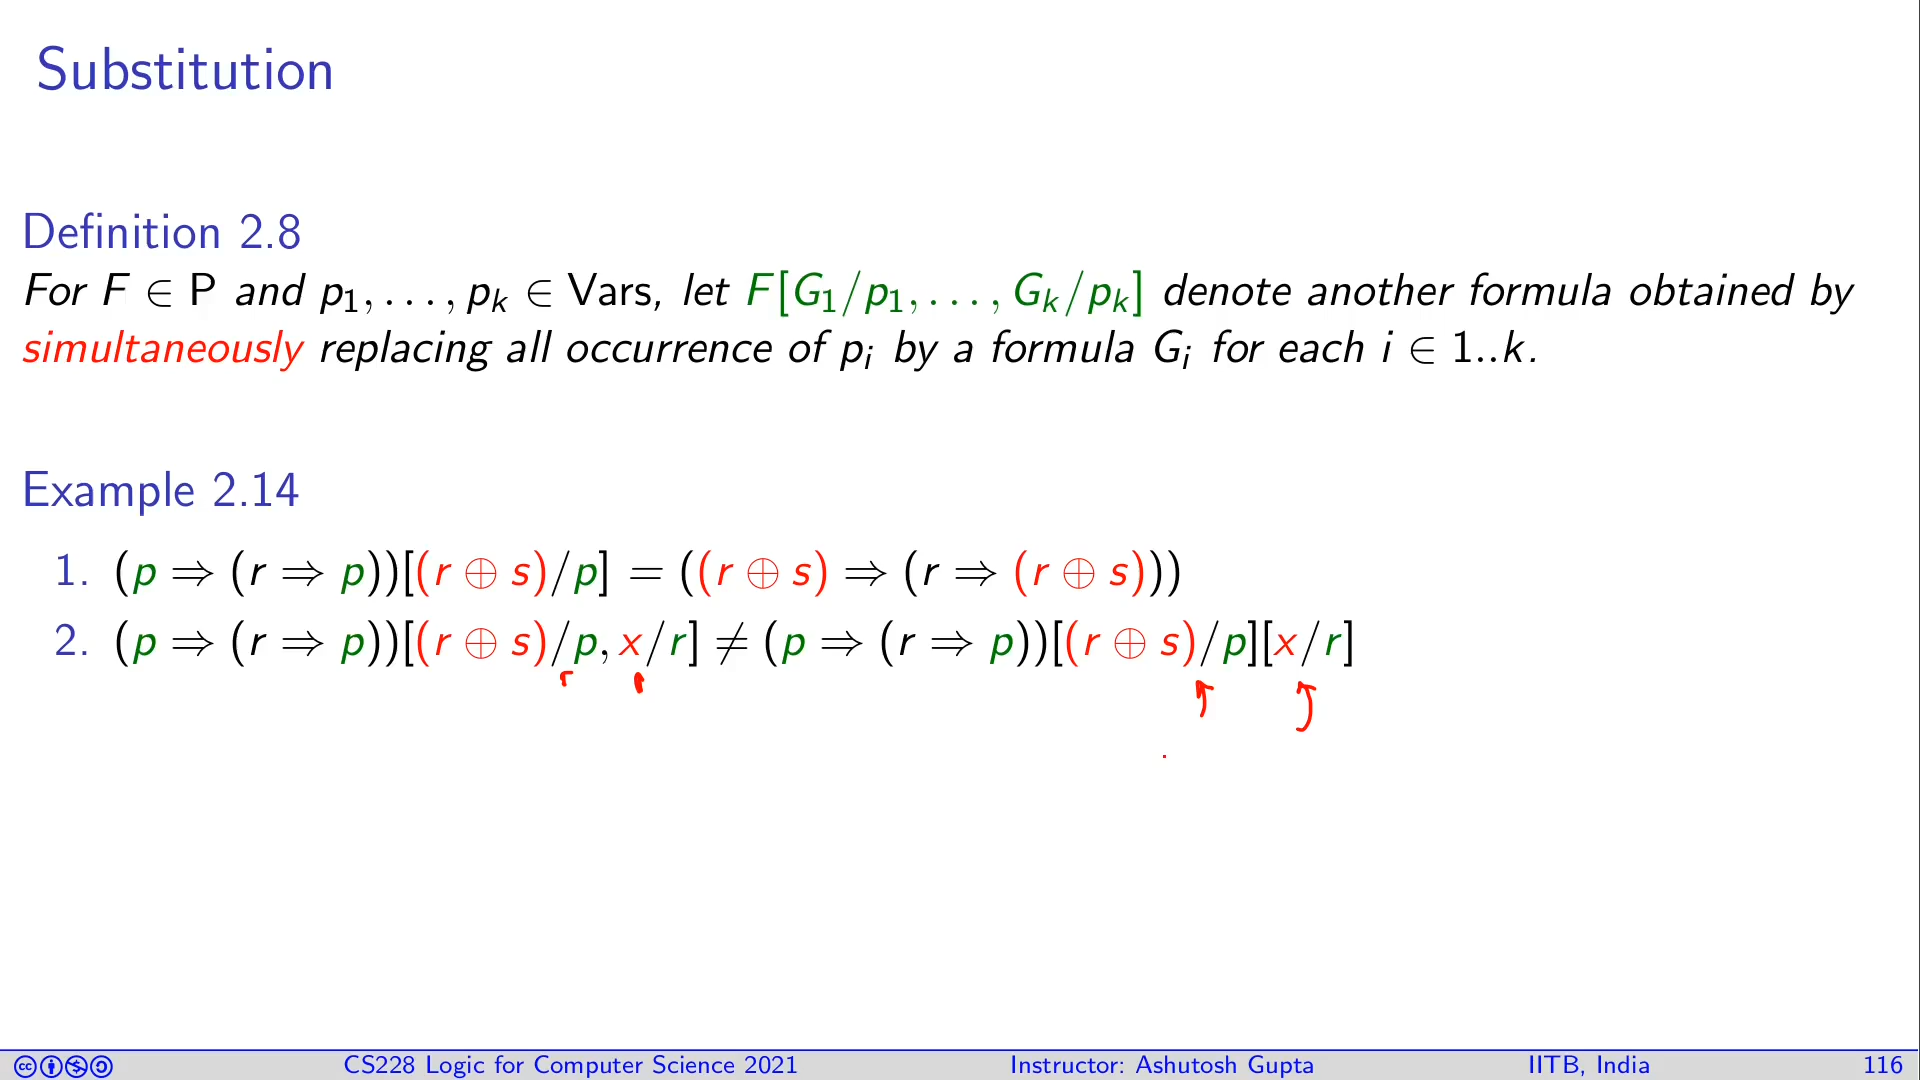 Substitution
Definition 2.8
For F ∈ P and p₁, . . . , pₖ ∈ Vars, let F[G₁/p₁, . . . , Gₖ/pₖ] denote another formula obtained by
simultaneously replacing all occurrence of pᵢ by a formula Gᵢ for each i ∈ 1..k.
Example 2.14
1. (p ⇒ (r ⇒ p))[(r ⊕ s)/p] = ((r ⊕ s) ⇒ (r ⇒ (r ⊕ s)))
2. (p ⇒ (r ⇒ p))[(r ⊕ s)/p, x/r] ≠ (p ⇒ (r ⇒ p))[(r ⊕ s)/p][x/r]
CS228 Logic for Computer Science 2021 Instructor: Ashutosh Gupta IITB, India 116